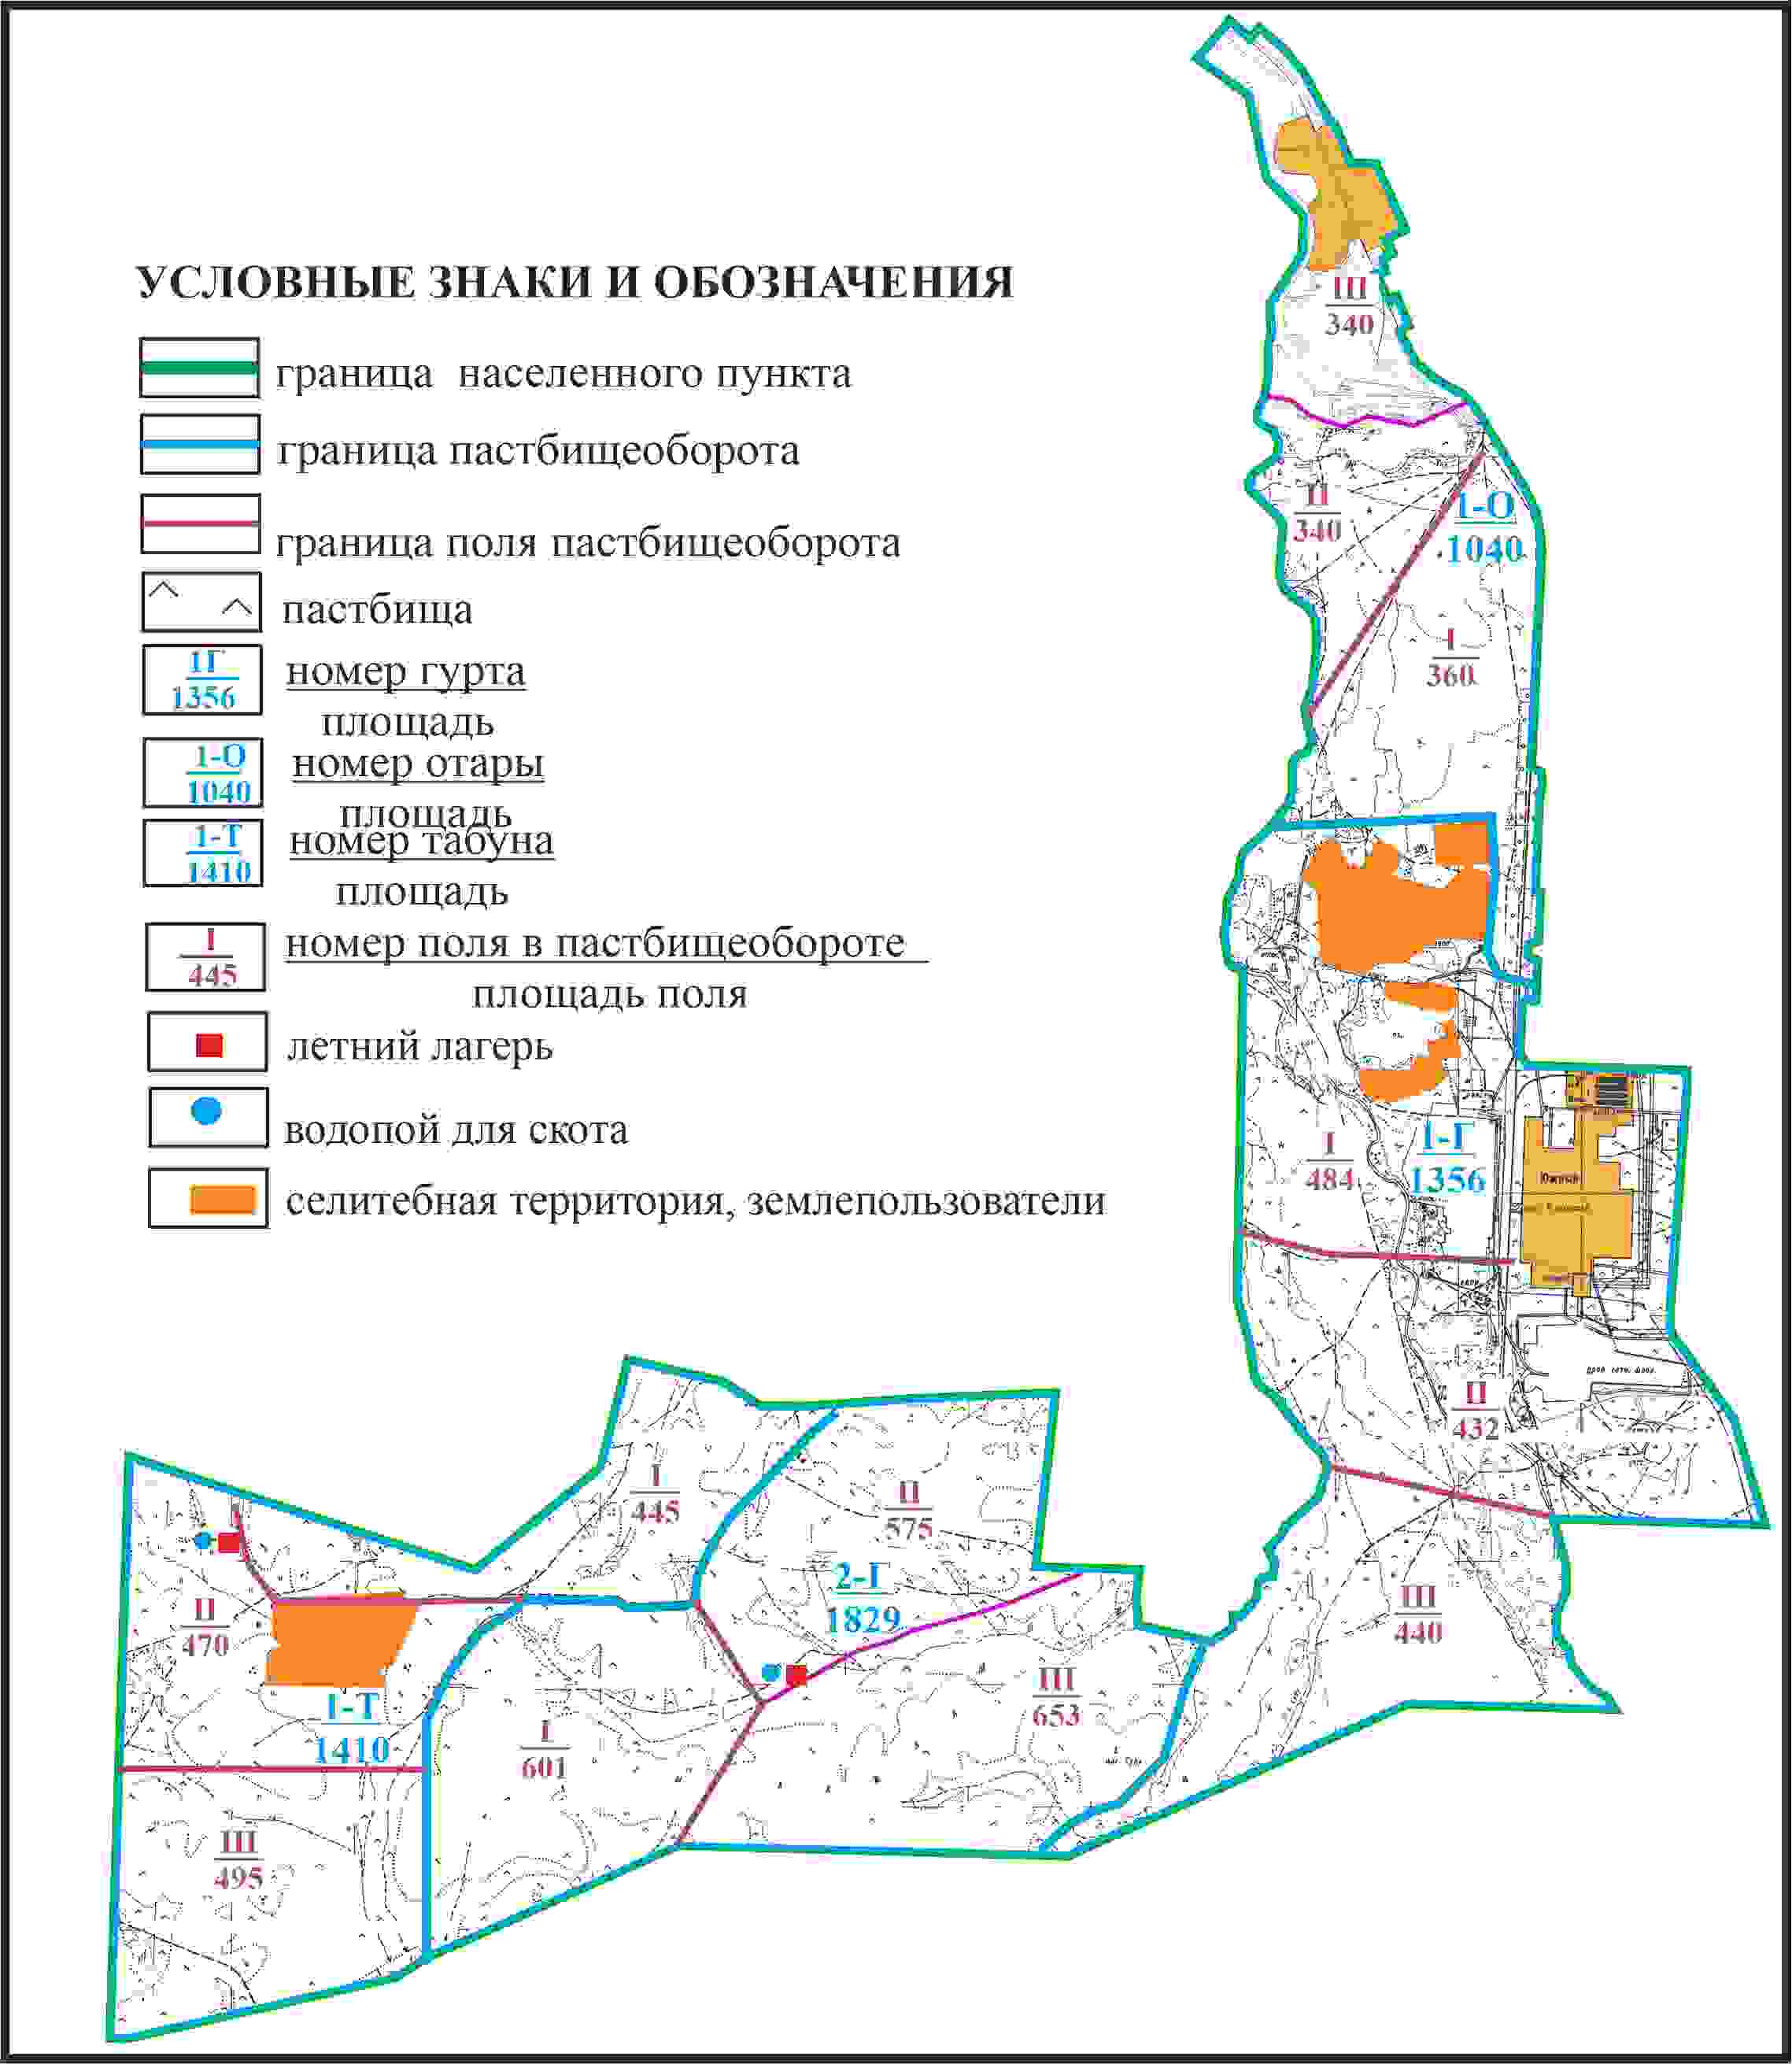 УСЛОВНЫЕ ЗНАКИ И ОБОЗНАЧЕНИЯ
граница населенного пункта
граница пастбищеоборота
граница поля пастбищеоборота
пастбища
1Г
1356
номер гурта
площадь
1-О
1040
номер отары
площадь
1-Т
1410
номер табуна
площадь
I
445
номер поля в пастбищеобороте
площадь поля
летний лагерь
водопой для скота
селитебная территория, землепользователи
III
340
II
340
1-О
1040
I
360
I
484
1-Г
1356
Южный
II
432
III
440
I
445
II
575
2-Г
1829
III
653
I
601
II
470
1-Т
1410
III
495